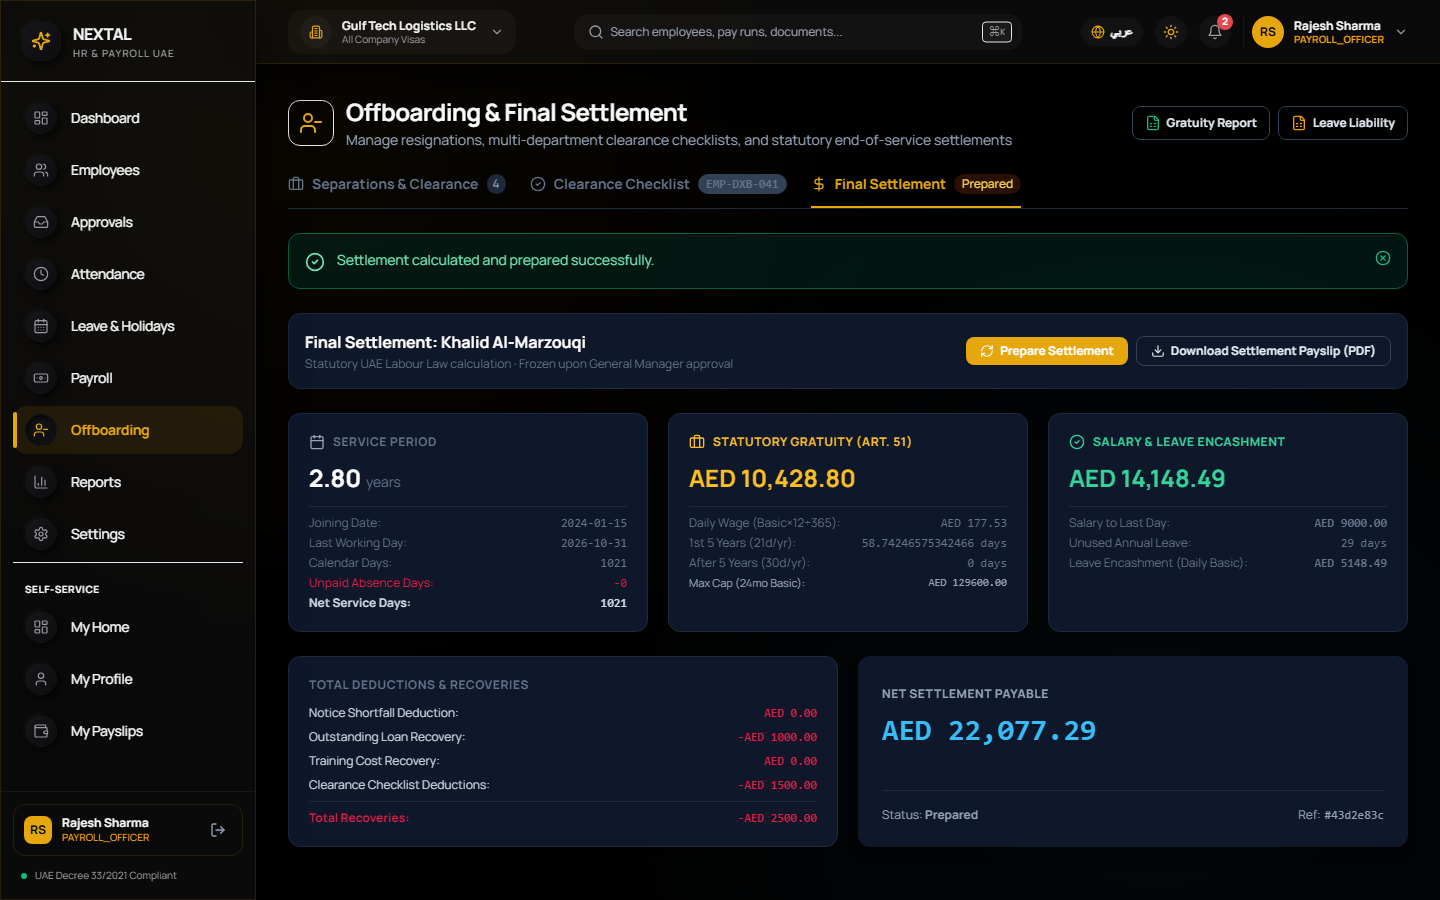 NEXTAL
HR & PAYROLL UAE
Dashboard
Employees
Approvals
Attendance
Leave & Holidays
Payroll
Offboarding
Reports
Settings
SELF-SERVICE
My Home
My Profile
My Payslips
RS
Rajesh Sharma
PAYROLL_OFFICER
UAE Decree 33/2021 Compliant
Gulf Tech Logistics LLC
All Company Visas
Search employees, pay runs, documents...
⌘K
عربي
2
RS
Rajesh Sharma
PAYROLL_OFFICER
Offboarding & Final Settlement
Manage resignations, multi-department clearance checklists, and statutory end-of-service settlements
Gratuity Report
Leave Liability
Separations & Clearance 4
Clearance Checklist EMP-DXB-041
Final Settlement Prepared
Settlement calculated and prepared successfully.
Final Settlement: Khalid Al-Marzouqi
Statutory UAE Labour Law calculation · Frozen upon General Manager approval
Prepare Settlement
Download Settlement Payslip (PDF)
SERVICE PERIOD
2.80 years
Joining Date: 2024-01-15
Last Working Day: 2026-10-31
Calendar Days: 1021
Unpaid Absence Days: -0
Net Service Days: 1021
STATUTORY GRATUITY (ART. 51)
AED 10,428.80
Daily Wage (Basic×12÷365): AED 177.53
1st 5 Years (21d/yr): 58.74246575342466 days
After 5 Years (30d/yr): 0 days
Max Cap (24mo Basic): AED 129600.00
SALARY & LEAVE ENCASHMENT
AED 14,148.49
Salary to Last Day: AED 9000.00
Unused Annual Leave: 29 days
Leave Encashment (Daily Basic): AED 5148.49
TOTAL DEDUCTIONS & RECOVERIES
Notice Shortfall Deduction: AED 0.00
Outstanding Loan Recovery: -AED 1000.00
Training Cost Recovery: AED 0.00
Clearance Checklist Deductions: -AED 1500.00
Total Recoveries: -AED 2500.00
NET SETTLEMENT PAYABLE
AED 22,077.29
Status: Prepared
Ref: #43d2e83c